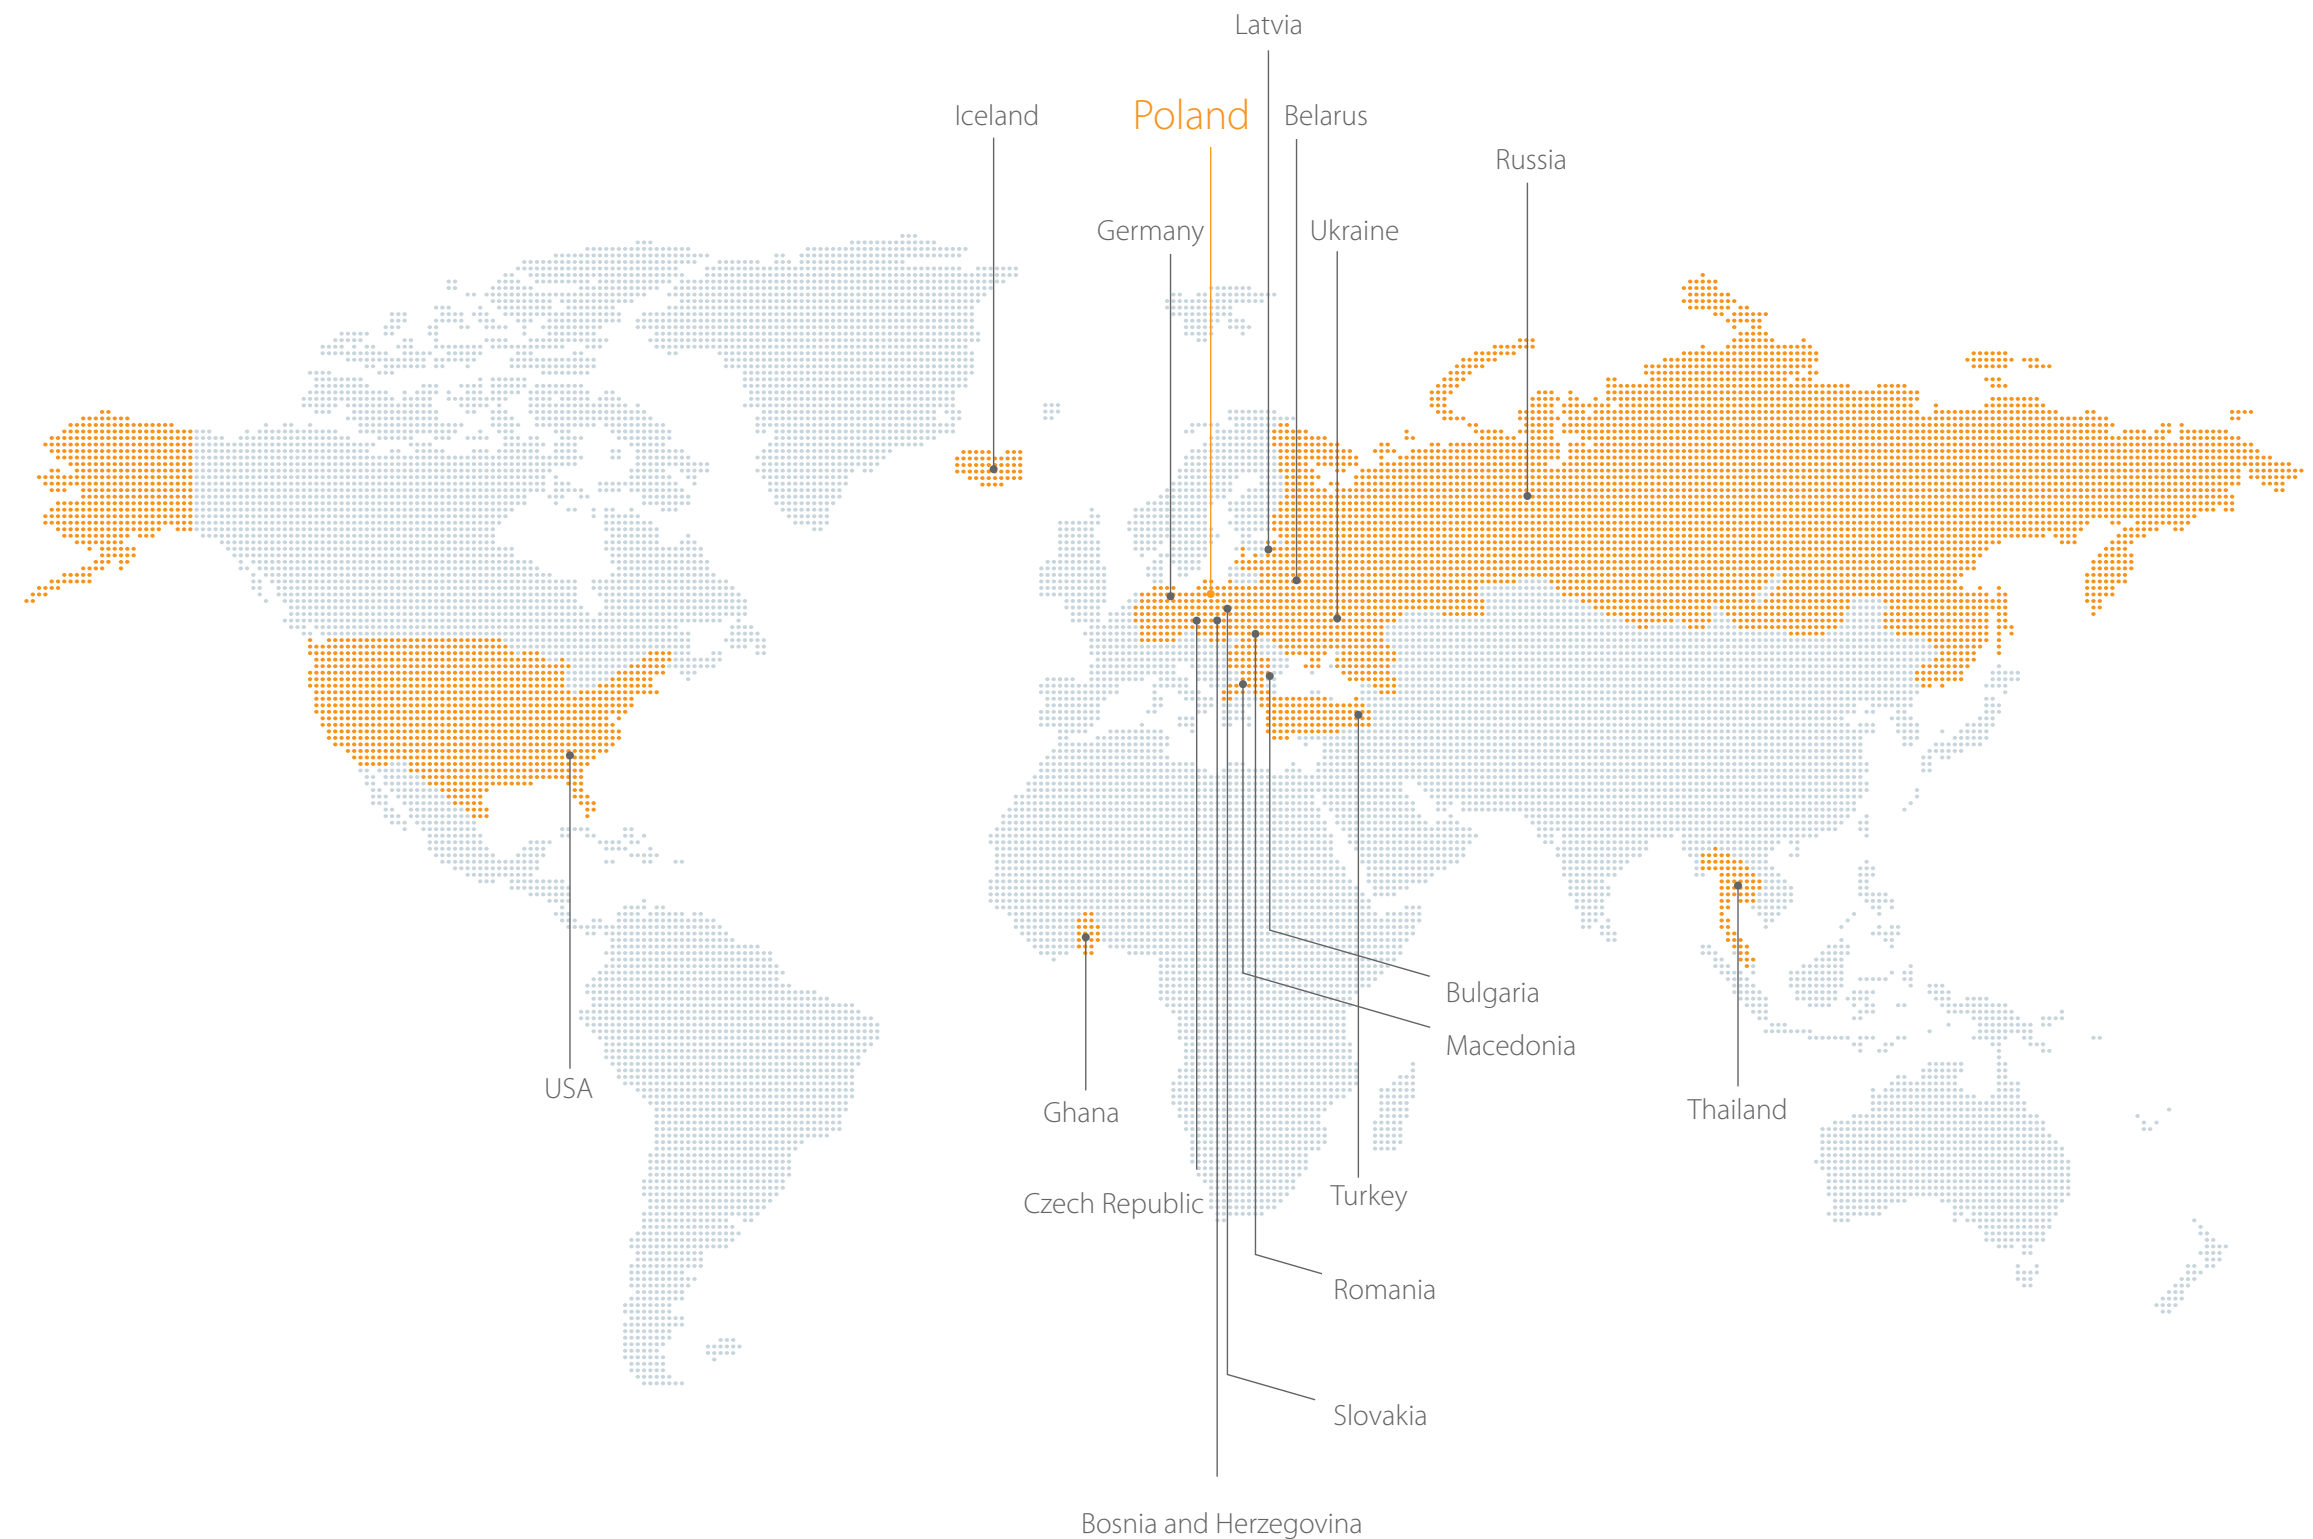 Latvia
Iceland
Poland
Belarus
Russia
Germany
Ukraine
Bulgaria
Macedonia
USA
Ghana
Thailand
Czech Republic
Turkey
Romania
Slovakia
Bosnia and Herzegovina